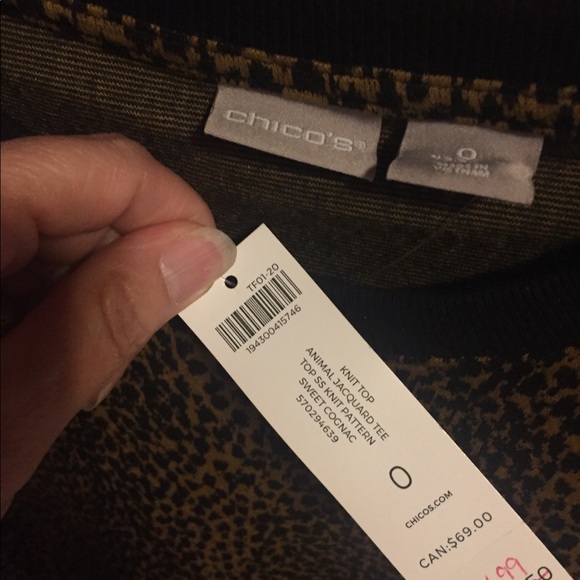 chico's®
0
TF01-20
194300415746
KNIT TOP
ANIMAL JACQUARD TEE
TOP SS KNIT PATTERN
SWEET COGNAC
570294639
0
CHICOS.COM
CAN:$69.00